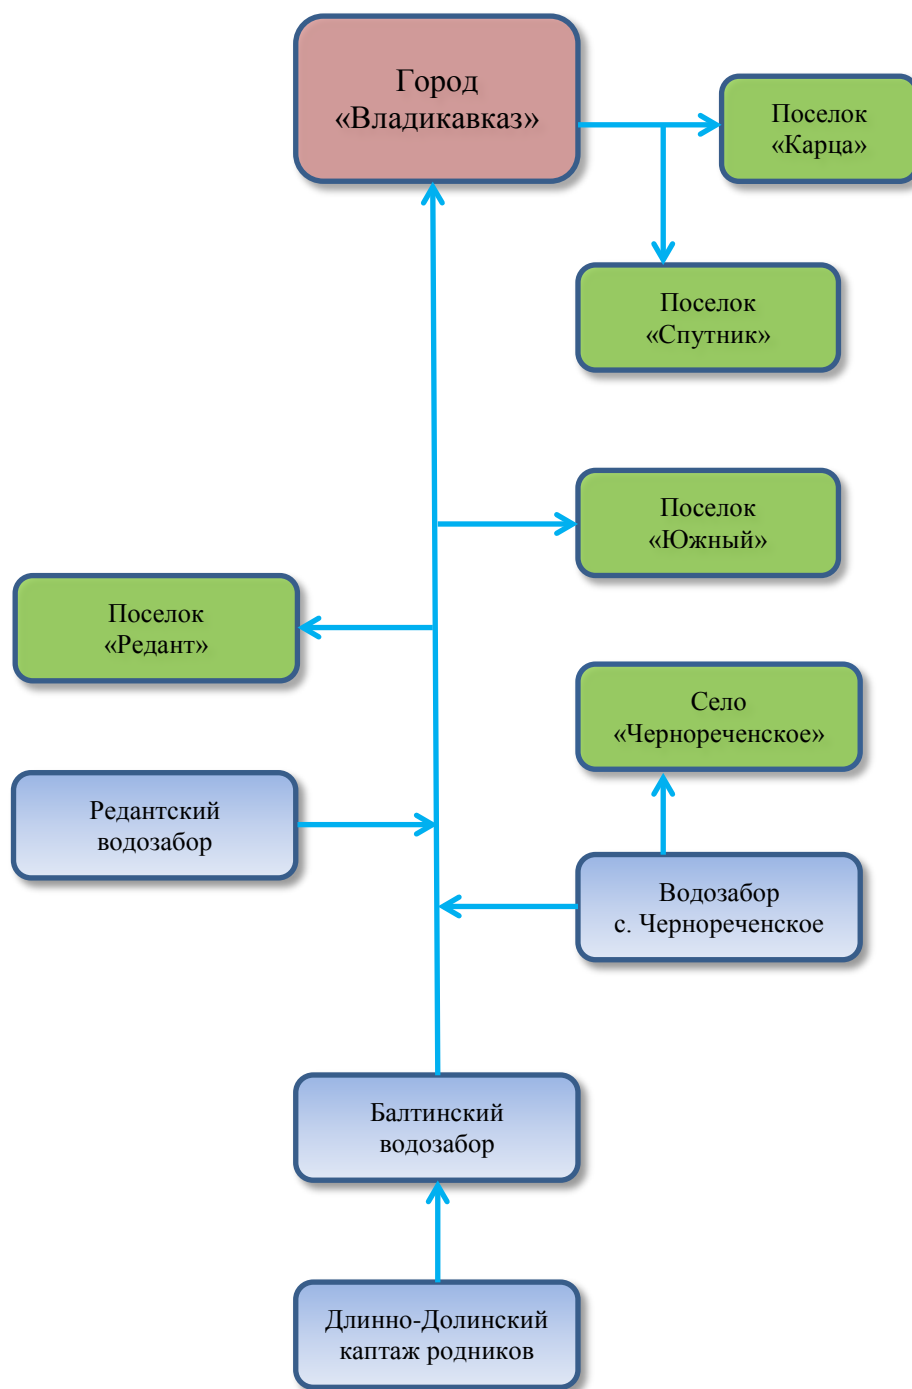 Город
«Владикавказ»
Поселок
«Карца»
Поселок
«Спутник»
Поселок
«Южный»
Поселок
«Редант»
Село
«Чернореченское»
Редантский
водозабор
Водозабор
с. Чернореченское
Балтинский
водозабор
Длинно-Долинский
каптаж родников